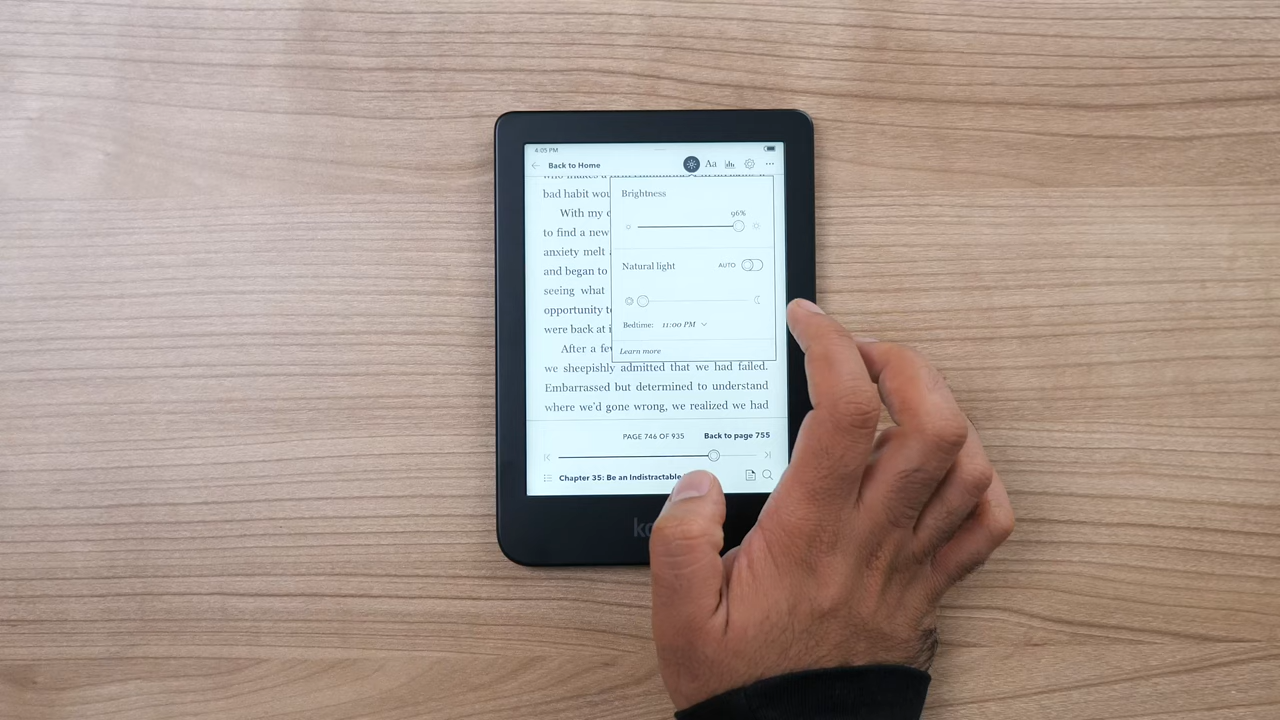 4:05 PM
Back to Home
Aa
bad habit wou
With my
to find a new
anxiety melt
and began to
seeing what
opportunity to
were back at
After a few
we sheepishly admitted that we had failed.
Embarrassed but determined to understand
where we'd gone wrong, we realized we had
Brightness
96%
Natural light AUTO
Bedtime: 11:00 PM
Learn more
PAGE 746 OF 935 Back to page 755
Chapter 35: Be an Indistractable
ko